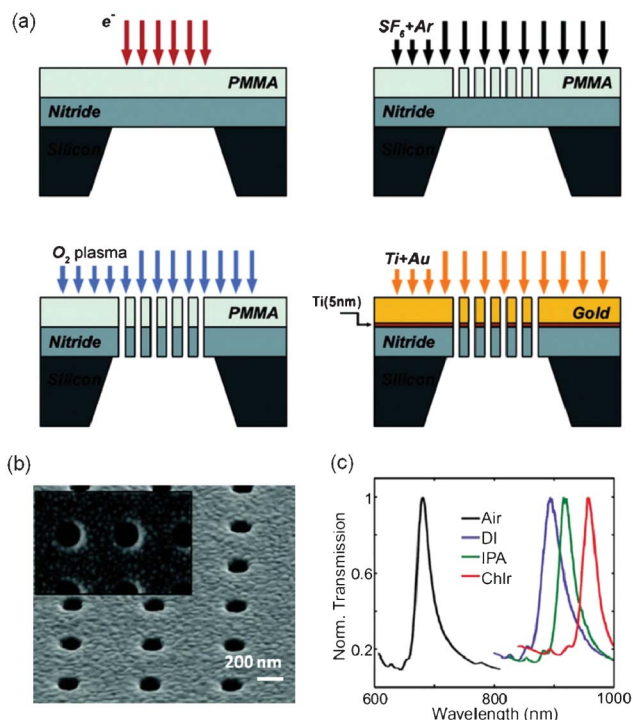 (a)
e-
PMMA
Nitride
Silicon
SF6+Ar
PMMA
Nitride
Silicon
O2 plasma
PMMA
Nitride
Silicon
Ti+Au
Ti(5nm)
Gold
Nitride
Silicon
(b)
200 nm
(c)
Norm. Transmission
1
0.6
0.2
Air
DI
IPA
Chlr
600
800
1000
Wavelength (nm)